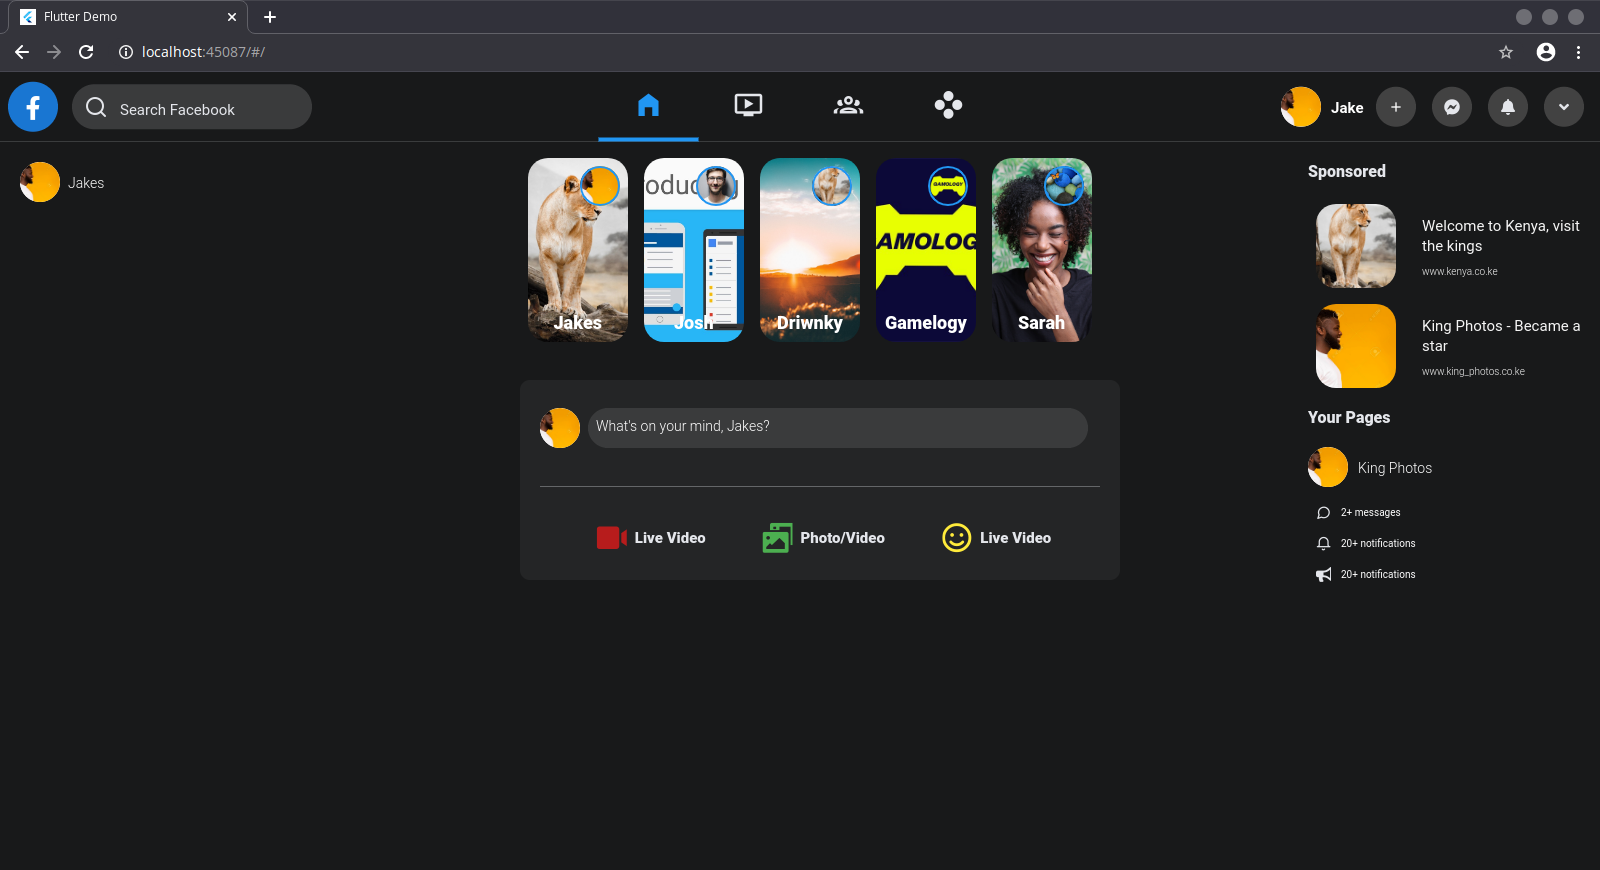 Flutter Demo
localhost:45087/#/
Search Facebook
Jake
Jakes
oduc g
GAMOLOGY
AMOLOG
Jakes
Josh
Driwnky
Gamelogy
Sarah
What's on your mind, Jakes?
Live Video
Photo/Video
Live Video
Sponsored
Welcome to Kenya, visit
the kings
www.kenya.co.ke
King Photos - Became a
star
www.king_photos.co.ke
Your Pages
King Photos
2+ messages
20+ notifications
20+ notifications